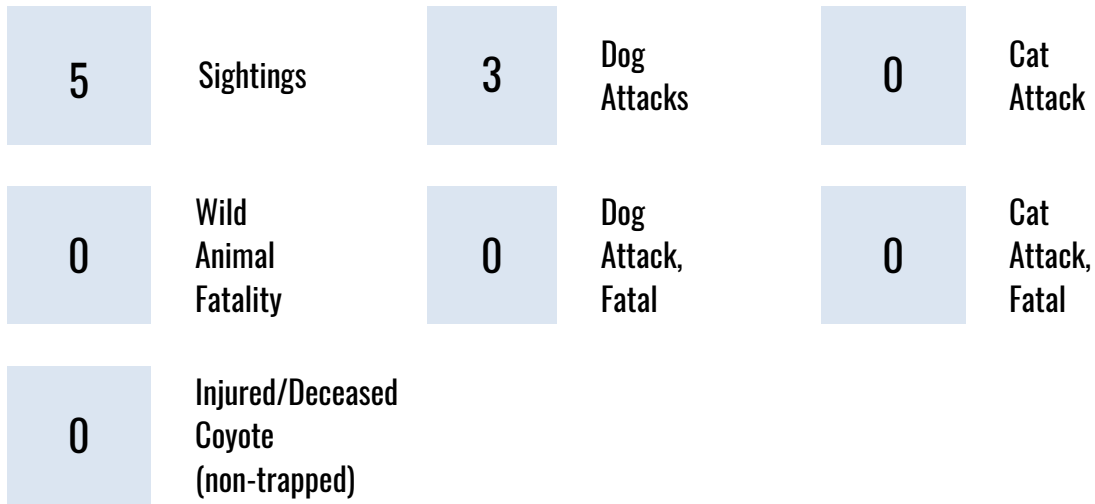 5
Sightings
3
Dog
Attacks
0
Cat
Attack
0
Wild
Animal
Fatality
0
Dog
Attack,
Fatal
0
Cat
Attack,
Fatal
0
Injured/Deceased
Coyote
(non-trapped)